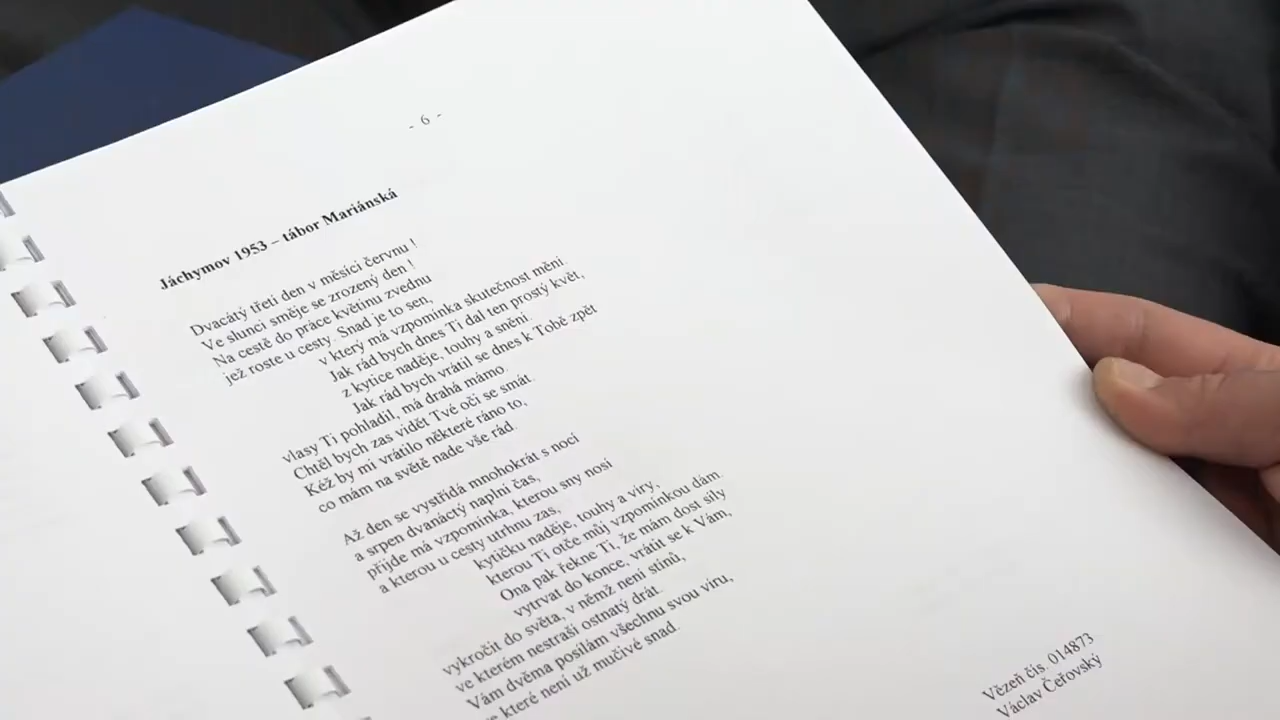 - 6 -
Jáchymov 1953 – tábor Mariánská
Dvacátý třetí den v měsíci červnu !
Ve slunci směje se zrozený den !
Na cestě do práce květinu zvednu
jež roste u cesty. Snad je to sen,
v který má vzpomínka skutečnost mění.
Jak rád bych dnes Ti dal ten prostý květ,
z kytice naděje, touhy a snění.
Jak rád bych vrátil se dnes k Tobě zpět
vlasy Ti pohladil, má drahá mámo.
Chtěl bych zas vidět Tvé oči se smát.
Kéž by mi vrátilo některé ráno to,
co mám na světě nade vše rád.
Až den se vystřídá mnohokrát s nocí
a srpen dvanáctý naplní čas,
přijde má vzpomínka, kterou sny nosí
a kterou u cesty utrhnu zas,
kytičku naděje, touhy a víry,
kterou Ti otče můj vzpomínkou dám.
Ona pak řekne Ti, že mám dost síly
vytrvat do konce, vrátit se k Vám,
vykročit do světa, v němž není stínů,
ve kterém nestraší ostnatý drát.
Vám dvěma posílám všechnu svou víru,
ve které není už mučivé snad.
Vězeň čís. 014873
Václav Čeřovský